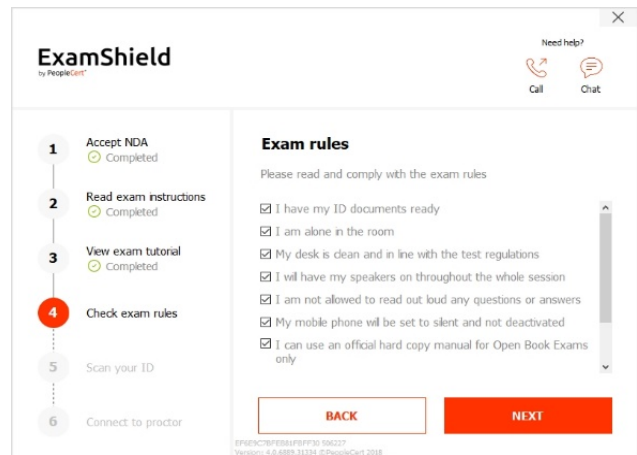 Need help?
ExamShield
by PeopleCert
Call Chat
1 Accept NDA
Completed
2 Read exam instructions
Completed
3 View exam tutorial
Completed
4 Check exam rules
5 Scan your ID
6 Connect to proctor
Exam rules
Please read and comply with the exam rules
I have my ID documents ready
I am alone in the room
My desk is clean and in line with the test regulations
I will have my speakers on throughout the whole session
I am not allowed to read out loud any questions or answers
My mobile phone will be set to silent and not deactivated
I can use an official hard copy manual for Open Book Exams
only
BACK NEXT
©PeopleCert 2018